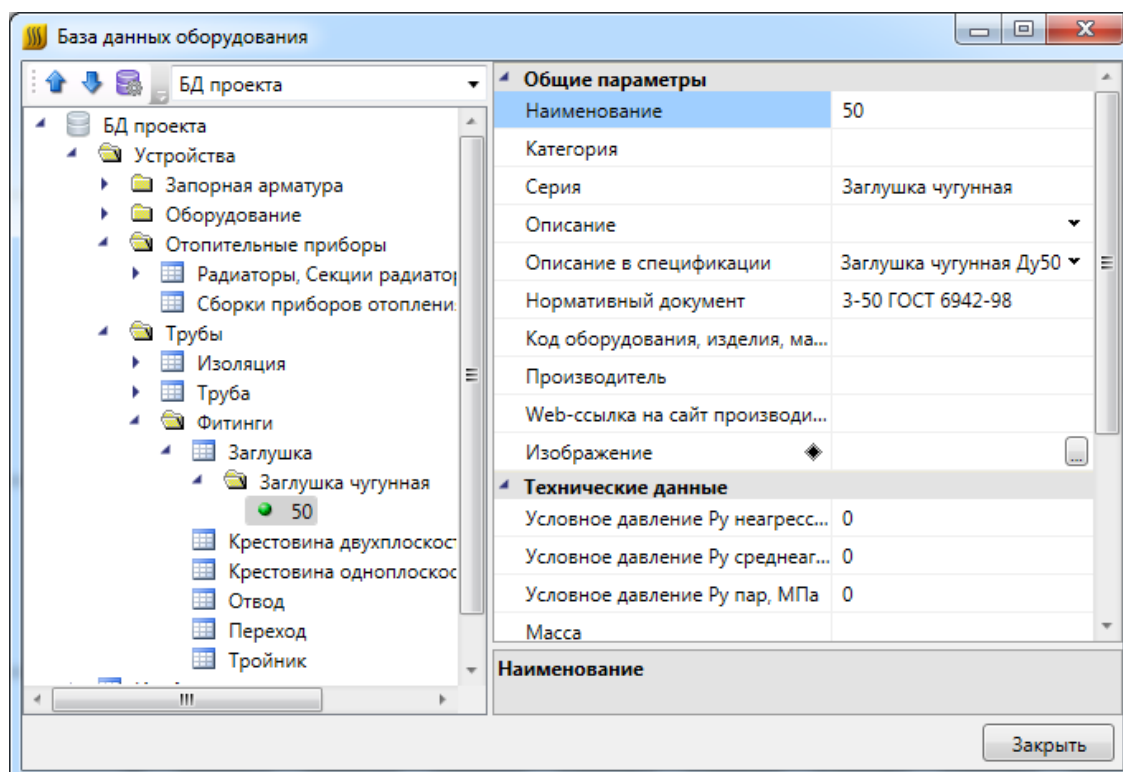 База данных оборудования
БД проекта
БД проекта
Устройства
Запорная арматура
Оборудование
Отопительные приборы
Радиаторы, Секции радиатор
Сборки приборов отоплени
Трубы
Изоляция
Труба
Фитинги
Заглушка
Заглушка чугунная
50
Крестовина двухплоскост
Крестовина одноплоскос
Отвод
Переход
Тройник
Общие параметры
Наименование 50
Категория
Серия Заглушка чугунная
Описание
Описание в спецификации Заглушка чугунная Ду50
Нормативный документ З-50 ГОСТ 6942-98
Код оборудования, изделия, ма...
Производитель
Web-ссылка на сайт производи...
Изображение ...
Технические данные
Условное давление Ру неагресс... 0
Условное давление Ру среднеаг... 0
Условное давление Ру пар, МПа 0
Масса
Наименование
Закрыть